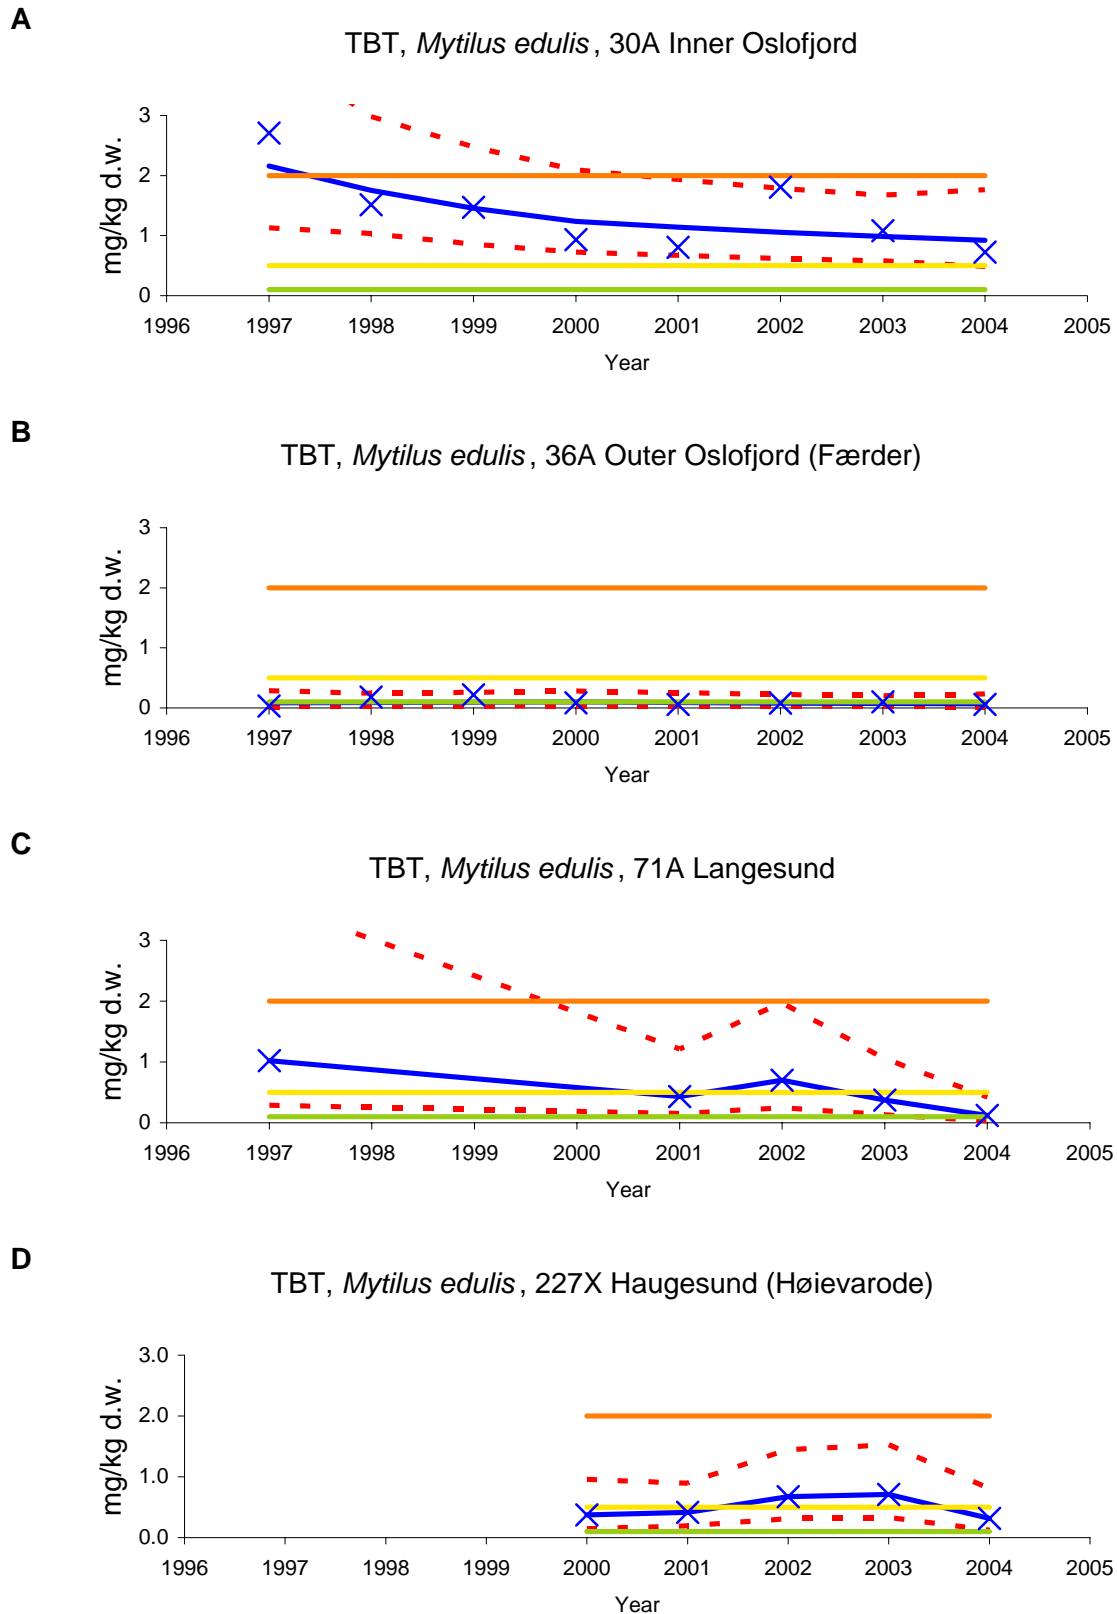 A
TBT, Mytilus edulis, 30A Inner Oslofjord
mg/kg d.w.
3
2
1
0
1996 1997 1998 1999 2000 2001 2002 2003 2004 2005
Year
B
TBT, Mytilus edulis, 36A Outer Oslofjord (Færder)
mg/kg d.w.
3
2
1
0
1996 1997 1998 1999 2000 2001 2002 2003 2004 2005
Year
C
TBT, Mytilus edulis, 71A Langesund
mg/kg d.w.
3
2
1
0
1996 1997 1998 1999 2000 2001 2002 2003 2004 2005
Year
D
TBT, Mytilus edulis, 227X Haugesund (Høievarode)
mg/kg d.w.
3.0
2.0
1.0
0.0
1996 1997 1998 1999 2000 2001 2002 2003 2004 2005
Year